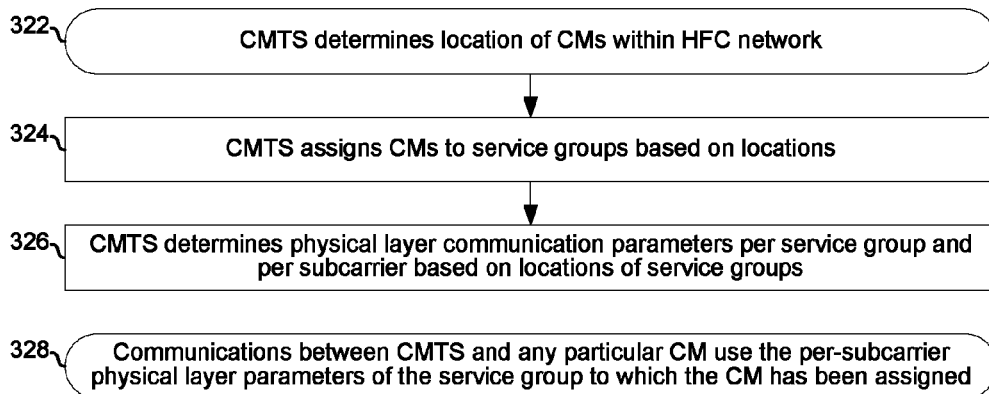 322
CMTS determines location of CMs within HFC network
324
CMTS assigns CMs to service groups based on locations
326
CMTS determines physical layer communication parameters per service group and
per subcarrier based on locations of service groups
328
Communications between CMTS and any particular CM use the per-subcarrier
physical layer parameters of the service group to which the CM has been assigned